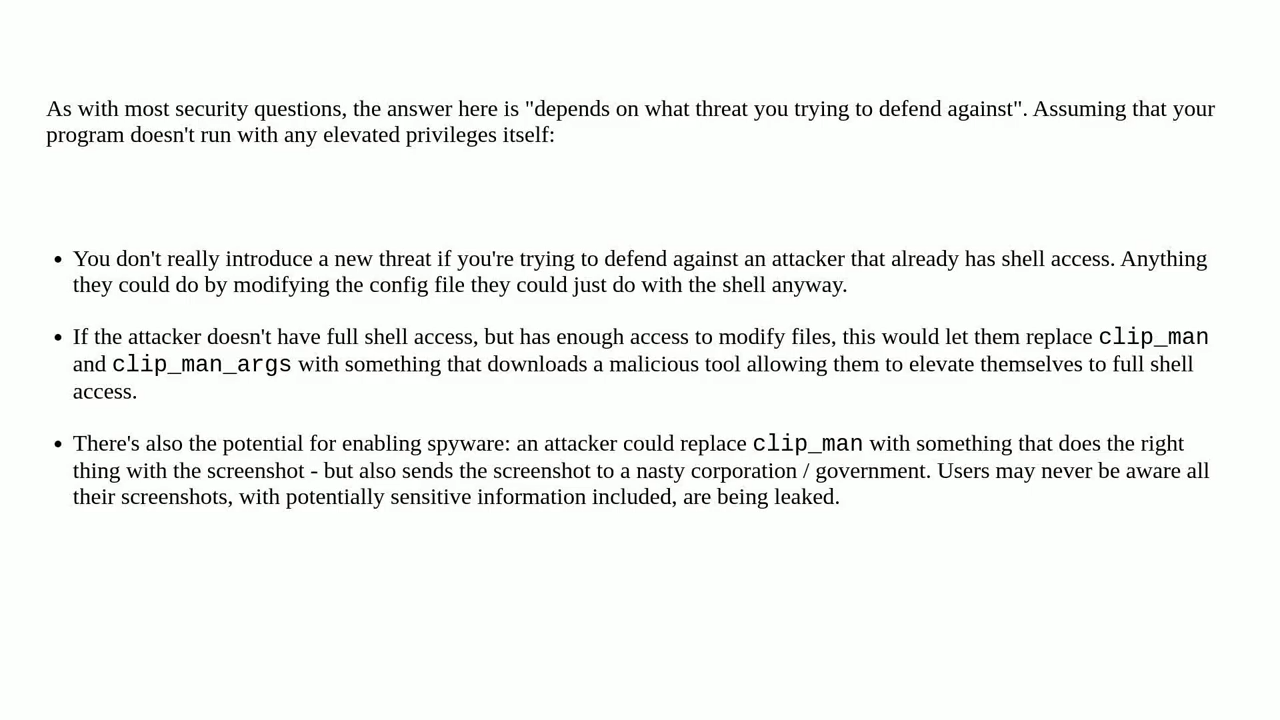 As with most security questions, the answer here is "depends on what threat you trying to defend against". Assuming that your
program doesn't run with any elevated privileges itself:
• You don't really introduce a new threat if you're trying to defend against an attacker that already has shell access. Anything
they could do by modifying the config file they could just do with the shell anyway.
• If the attacker doesn't have full shell access, but has enough access to modify files, this would let them replace clip_man
and clip_man_args with something that downloads a malicious tool allowing them to elevate themselves to full shell
access.
• There's also the potential for enabling spyware: an attacker could replace clip_man with something that does the right
thing with the screenshot - but also sends the screenshot to a nasty corporation / government. Users may never be aware all
their screenshots, with potentially sensitive information included, are being leaked.